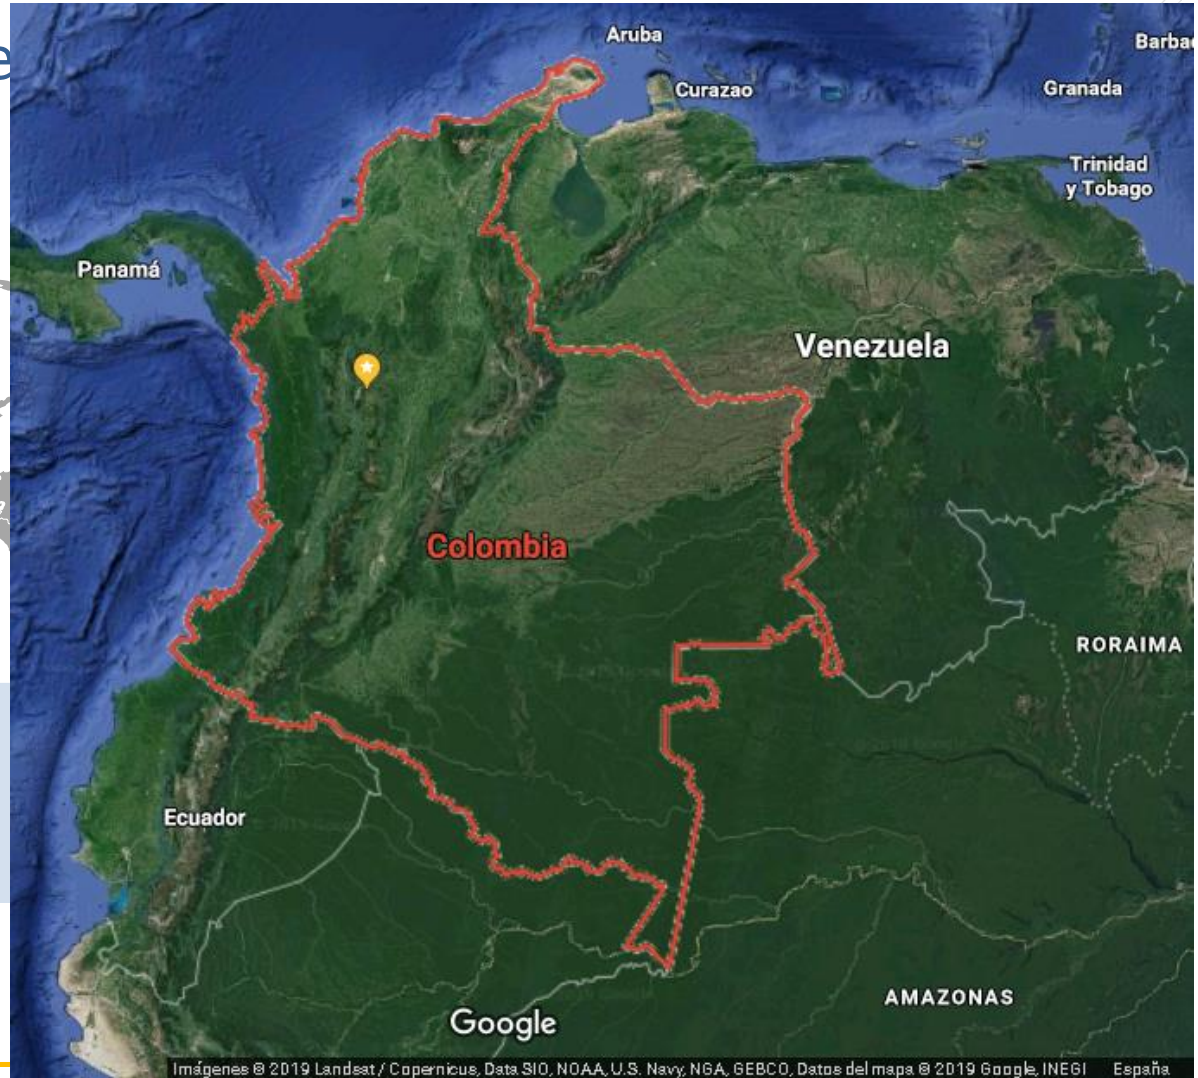 e
Aruba
Barba
Curazao
Granada
Trinidad
y Tobago
Panamá
Venezuela
Colombia
RORAIMA
Ecuador
AMAZONAS
Google
Imágenes © 2019 Landsat / Copernicus, Data SIO, NOAA, U.S. Navy, NGA, GEBCO, Datos del mapa © 2019 Google, INEGI España